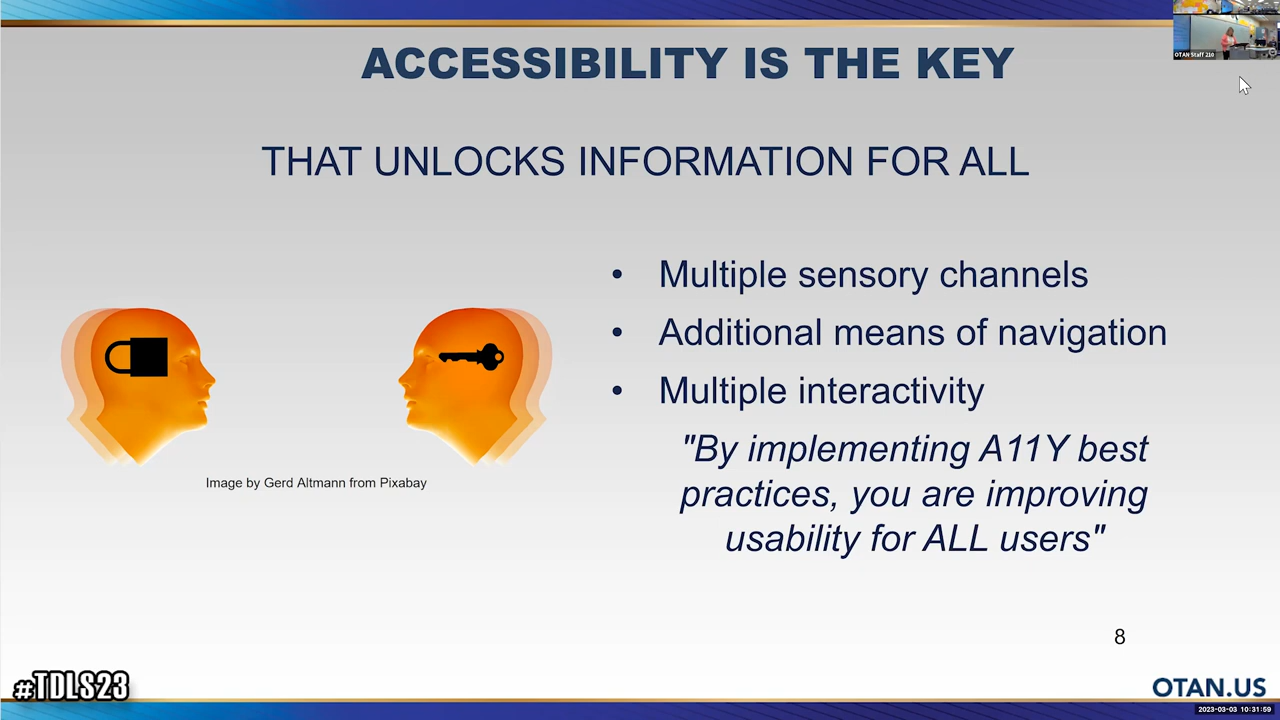 ACCESSIBILITY IS THE KEY
OTAN Staff 210
THAT UNLOCKS INFORMATION FOR ALL
• Multiple sensory channels
• Additional means of navigation
• Multiple interactivity
"By implementing A11Y best
practices, you are improving
usability for ALL users"
Image by Gerd Altmann from Pixabay
8
#TDLS23
OTAN.US
2023-03-03 10:31:59